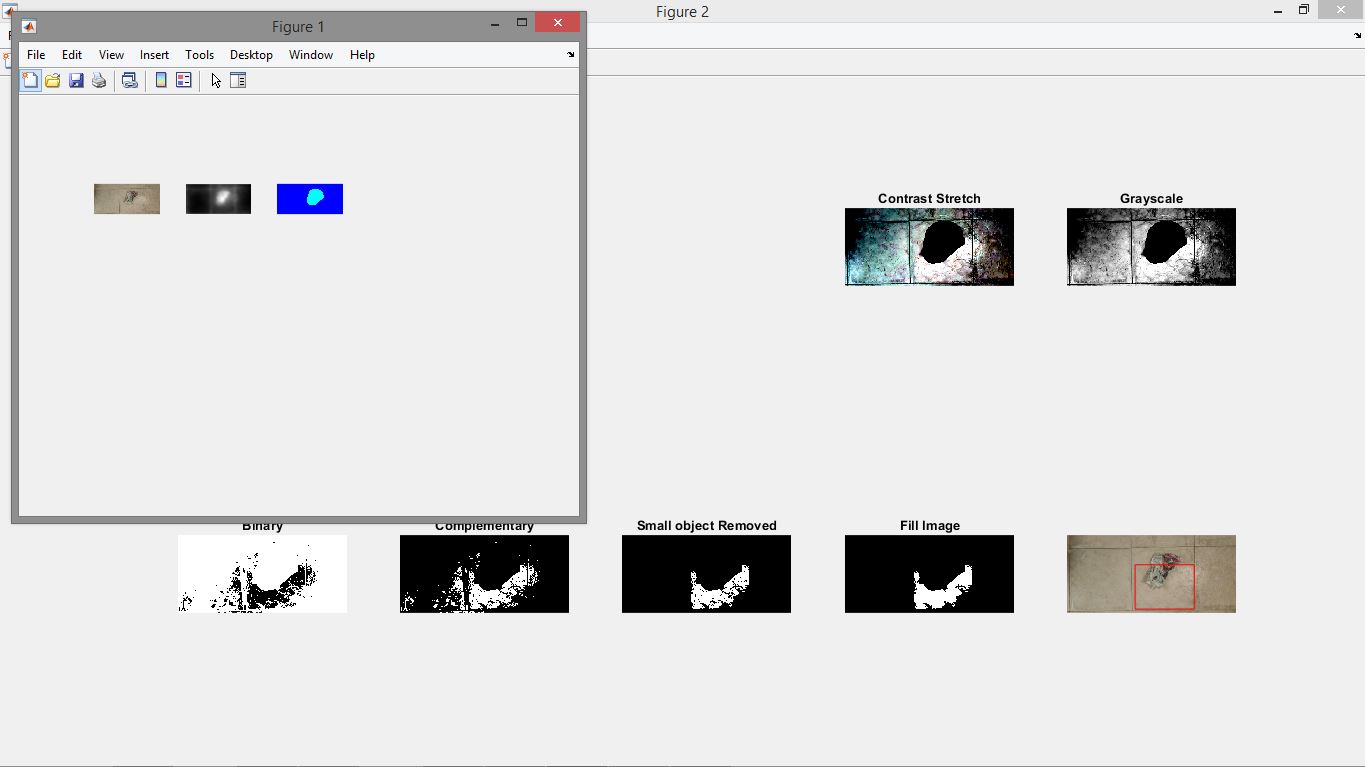 Figure 2
Figure 1
File Edit View Insert Tools Desktop Window Help
Contrast Stretch
Grayscale
Binary
Complementary
Small object Removed
Fill Image